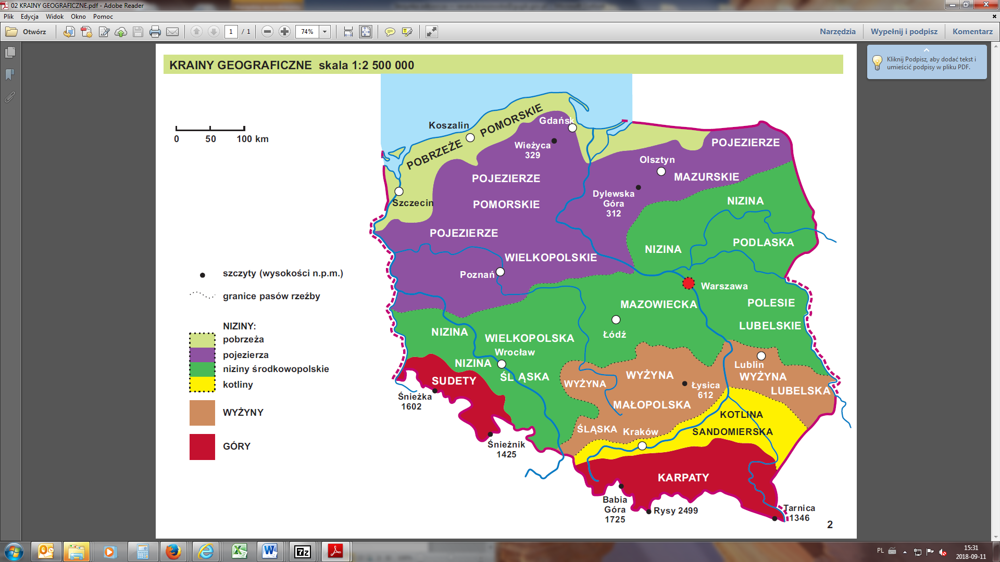 02 KRAINY GEOGRAFICZNE.pdf - Adobe Reader
Plik Edycja Widok Okno Pomoc
Otwórz
1 / 1
74%
Narzędzia
Wypełnij i podpisz
Komentarz
Kliknij Podpisz, aby dodać tekst i
umieścić podpisy w pliku PDF.
KRAINY GEOGRAFICZNE skala 1:2 500 000
0 50 100 km
Koszalin
POBRZEŻE POMORSKIE
Gdańsk
Wieżyca
329
POJEZIERZE
Olsztyn
MAZURSKIE
POJEZIERZE
POMORSKIE
Szczecin
Dylewska
Góra
312
NIZINA
POJEZIERZE
WIELKOPOLSKIE
Poznań
NIZINA
PODLASKA
Warszawa
MAZOWIECKA
POLESIE
LUBELSKIE
Łódź
NIZINA
WIELKOPOLSKA
Wrocław
NIZINA
ŚLĄSKA
SUDETY
Śnieżka
1602
Śnieżnik
1425
WYŻYNA
ŚLĄSKA
WYŻYNA
MAŁOPOLSKA
Łysica
612
Lublin
WYŻYNA
LUBELSKA
KOTLINA
SANDOMIERSKA
Kraków
KARPATY
Babia
Góra
1725
Rysy 2499
Tarnica
1346
szczyty (wysokości n.p.m.)
granice pasów rzeźby
NIZINY:
pobrzeża
pojezierza
niziny środkowopolskie
kotliny
WYŻYNY
GÓRY
2
7z
PL
15:31
2018-09-11